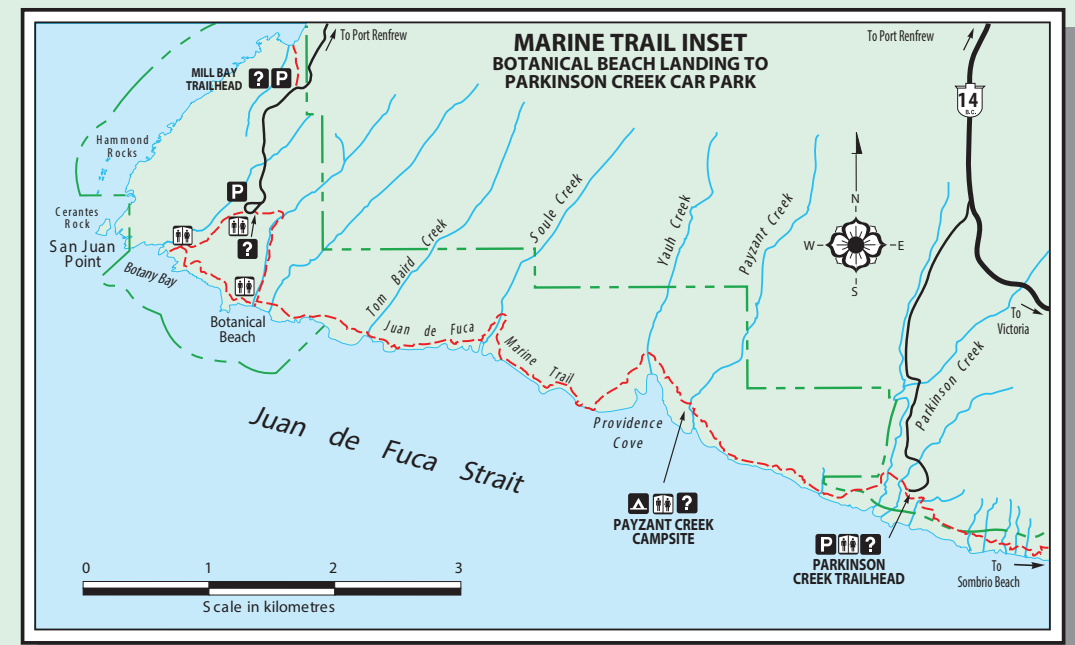 To Port Renfrew
MARINE TRAIL INSET
BOTANICAL BEACH LANDING TO
PARKINSON CREEK CAR PARK
To Port Renfrew
MILL BAY
TRAILHEAD
? P
14
B.C.
Hammond
Rocks
P
Cerantes
Rock
San Juan
Point
?
Botany Bay
Botanical
Beach
Tom Baird Creek
Soule Creek
Yauh Creek
Payzant Creek
N
W
E
S
To
Victoria
Parkinson Creek
Juan de Fuca
Marine Trail
Providence
Cove
Juan de Fuca Strait
?
PAYZANT CREEK
CAMPSITE
P ?
PARKINSON
CREEK TRAILHEAD
To
Sombrio Beach
0 1 2 3
Scale in kilometres